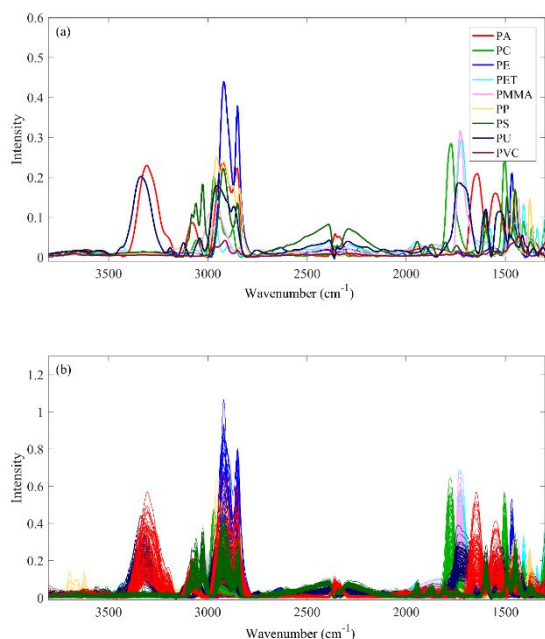 (a)
0.6
0.5
0.4
0.3
0.2
0.1
0
Intensity
PA
PC
PE
PET
PMMA
PP
PS
PU
PVC
3500 3000 2500 2000 1500
Wavenumber (cm-1)
(b)
1.2
1
0.8
0.6
0.4
0.2
0
Intensity
3500 3000 2500 2000 1500
Wavenumber (cm-1)